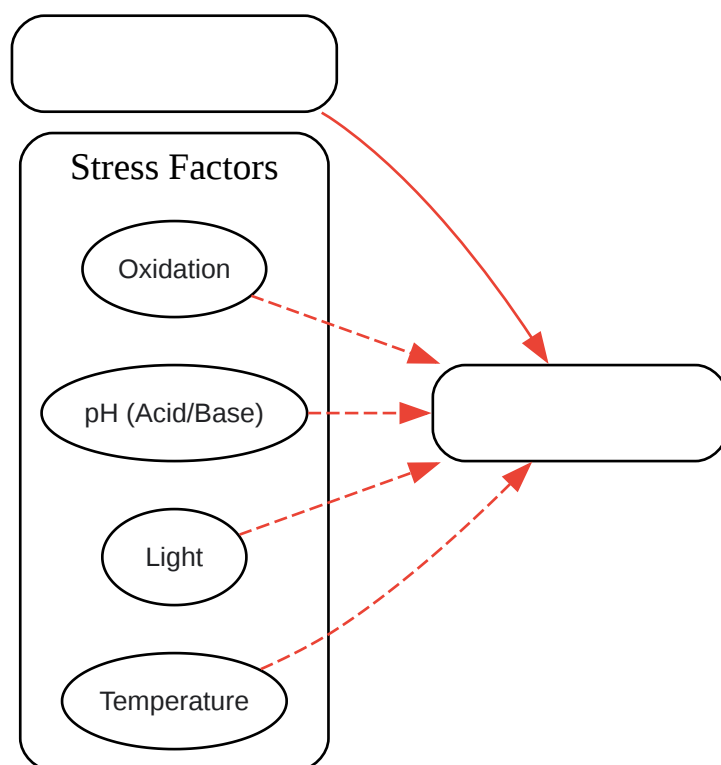 Stress Factors
Oxidation
pH (Acid/Base)
Light
Temperature